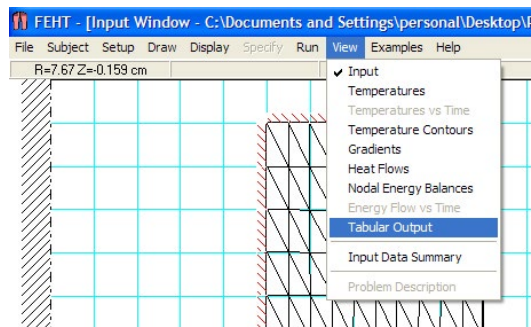 FEHT - [Input Window - C:\Documents and Settings\personal\Desktop\
File Subject Setup Draw Display Specify Run View Examples Help
R=7.67 Z=-0.159 cm
Input
Temperatures
Temperatures vs Time
Temperature Contours
Gradients
Heat Flows
Nodal Energy Balances
Energy Flow vs Time
Tabular Output
Input Data Summary
Problem Description